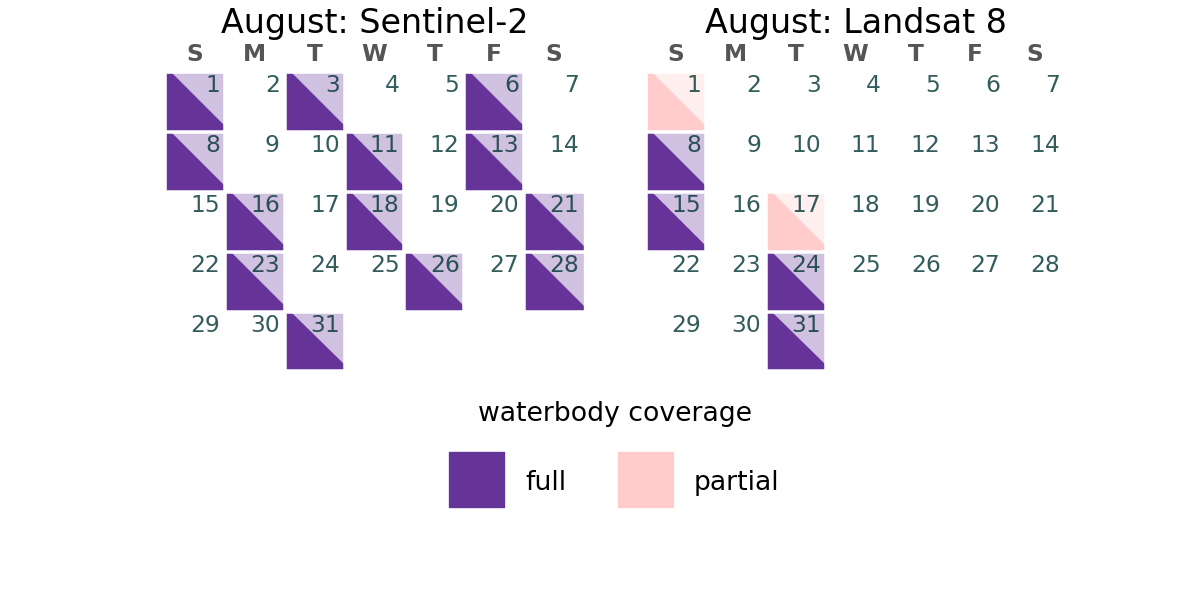 August: Sentinel-2
S M T W T F S
1 2 3 4 5 6 7
8 9 10 11 12 13 14
15 16 17 18 19 20 21
22 23 24 25 26 27 28
29 30 31
August: Landsat 8
S M T W T F S
1 2 3 4 5 6 7
8 9 10 11 12 13 14
15 16 17 18 19 20 21
22 23 24 25 26 27 28
29 30 31
waterbody coverage
full partial